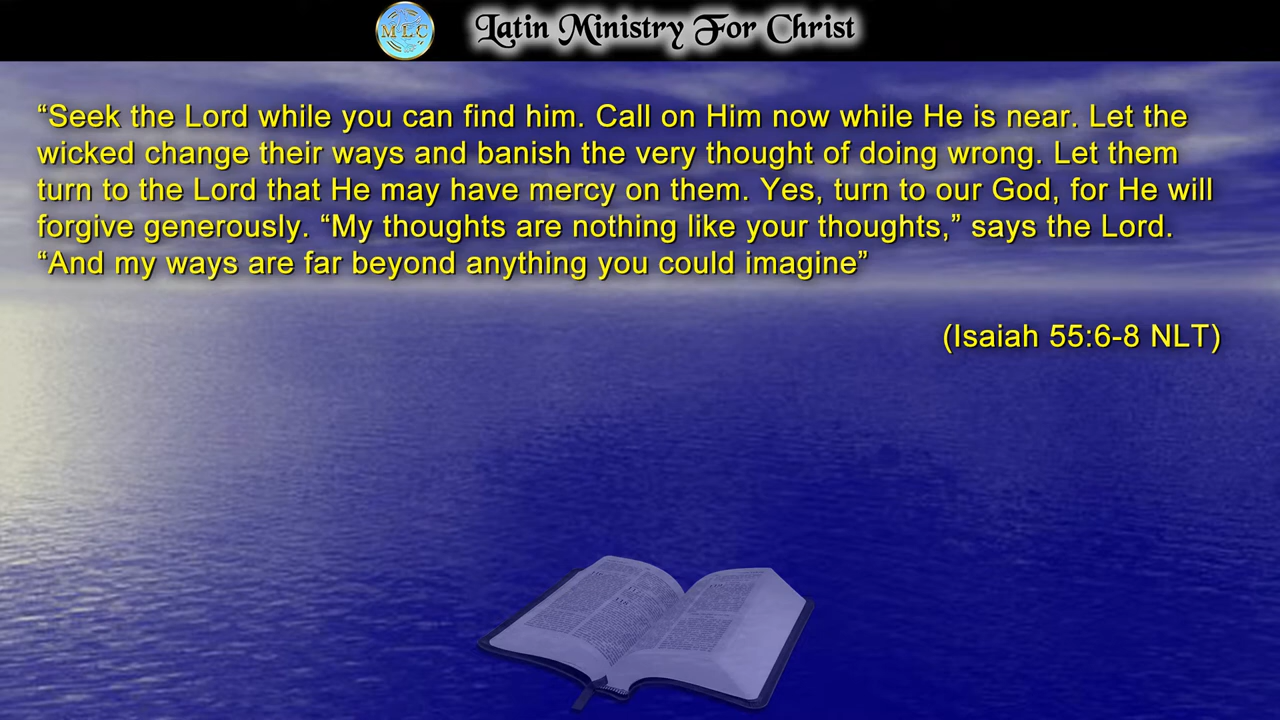 MLC
Latin Ministry For Christ
“Seek the Lord while you can find him. Call on Him now while He is near. Let the
wicked change their ways and banish the very thought of doing wrong. Let them
turn to the Lord that He may have mercy on them. Yes, turn to our God, for He will
forgive generously. “My thoughts are nothing like your thoughts,” says the Lord.
“And my ways are far beyond anything you could imagine”
(Isaiah 55:6-8 NLT)